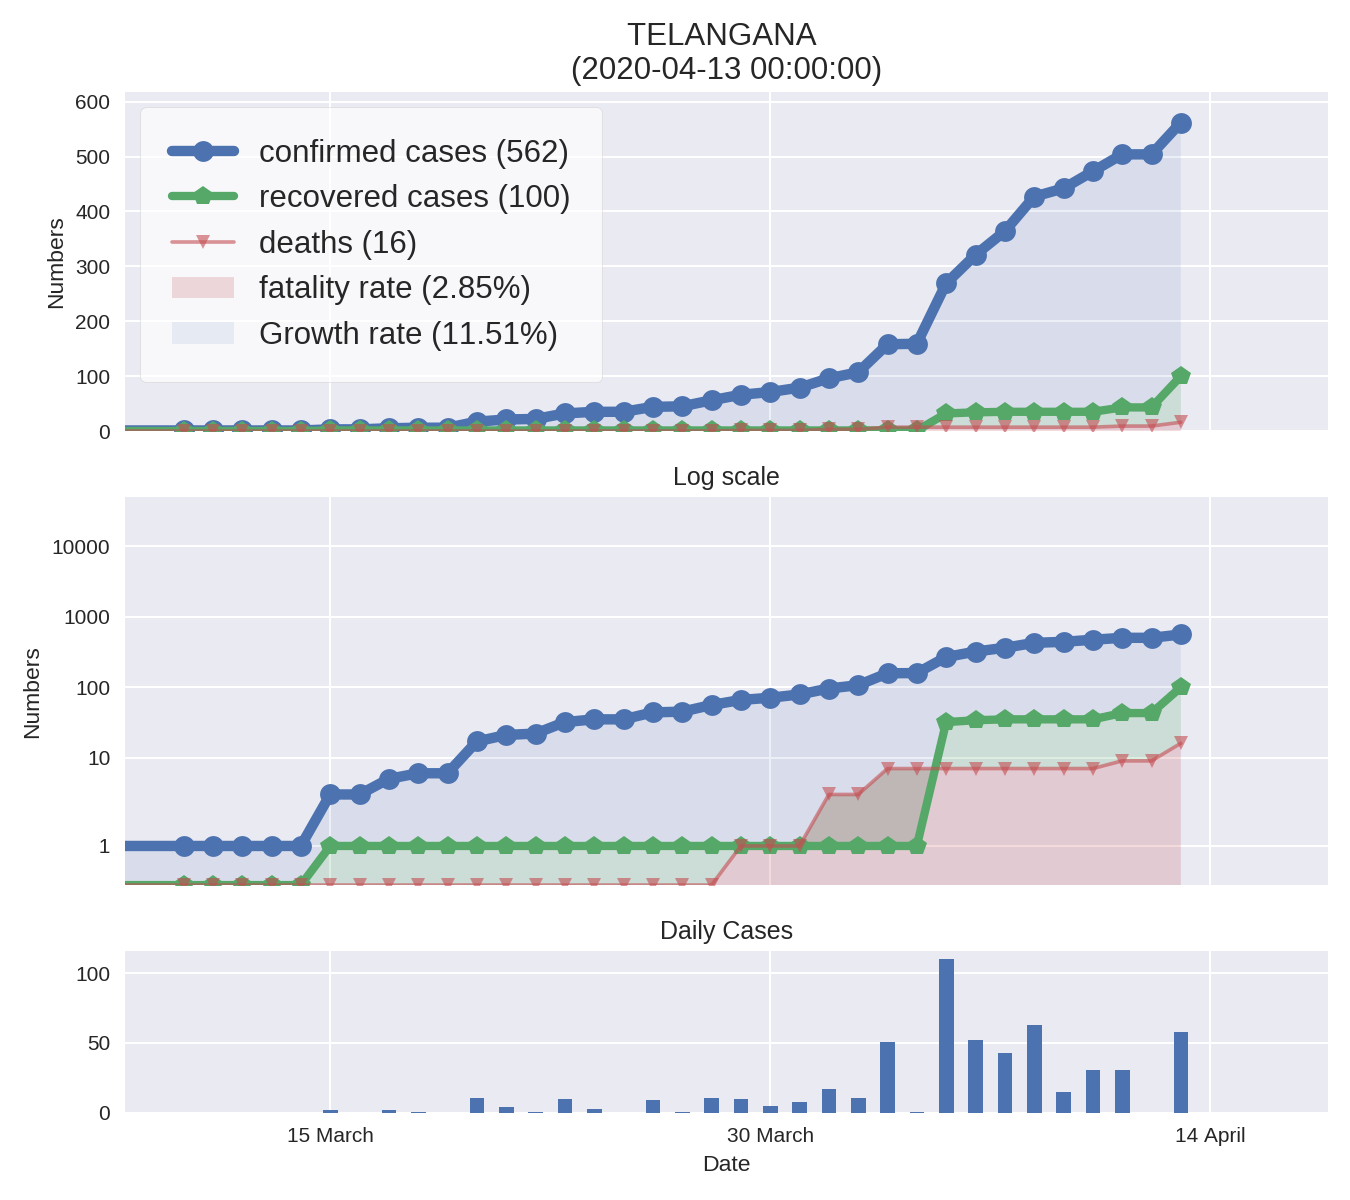 TELANGANA
(2020-04-13 00:00:00)
600
500
400
300
200
100
0
Numbers
confirmed cases (562)
recovered cases (100)
deaths (16)
fatality rate (2.85%)
Growth rate (11.51%)
Log scale
10000
1000
100
10
1
Numbers
Daily Cases
100
50
0
15 March
30 March
14 April
Date